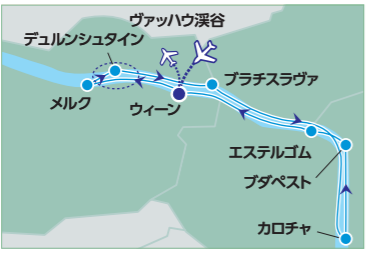 ヴァッハウ渓谷
デュルンシュタイン
ブラチスラヴァ
メルク
ウィーン
エステルゴム
ブダペスト
カロチャ